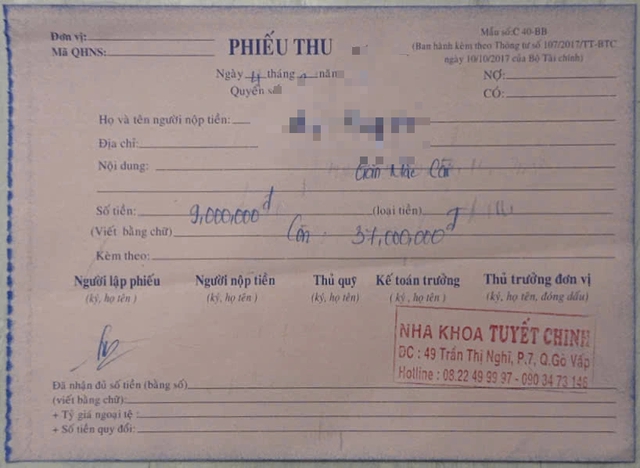 Đơn vị:
Mã QHNS:
PHIẾU THU
Mẫu số:C 40-BB
(Ban hành kèm theo Thông tư số 107/2017/TT-BTC
ngày 10/10/2017 của Bộ Tài chính)
Ngày tháng năm
Quyển số
NỢ:
CÓ:
Họ và tên người nộp tiền:
Địa chỉ:
Nội dung: Gắn Mắc Cài
Số tiền: 9,000,000đ (loại tiền) đ
(Viết bằng chữ) Còn 37,000,000đ
Kèm theo:
Người lập phiếu Người nộp tiền Thủ quỹ Kế toán trưởng Thủ trưởng đơn vị
(ký, họ tên) (ký, họ tên) (ký, họ tên) (ký, họ tên) (ký, họ tên, đóng dấu)
NHA KHOA TUYẾT CHINH
ĐC : 49 Trần Thị Nghỉ, P.7, Q.Gò Vấp
Hotline : 08.22 49 99 97 - 090 34 73 146
Đã nhận đủ số tiền (bằng số)
(viết bằng chữ):
+ Tỷ giá ngoại tệ :
+ Số tiền quy đổi: